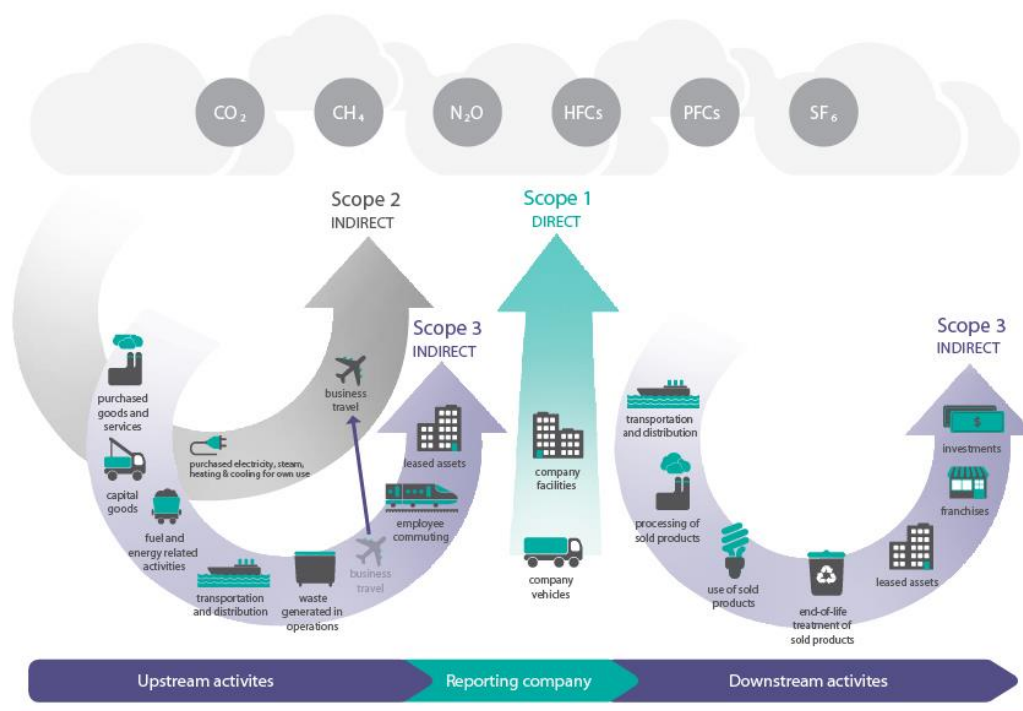 CO₂
CH₄
N₂O
HFCs
PFCs
SF₆
Scope 2
INDIRECT
Scope 1
DIRECT
Scope 3
INDIRECT
Scope 3
INDIRECT
purchased
goods and
services
capital
goods
fuel and
energy related
activities
transportation
and distribution
waste
generated in
operations
business
travel
business
travel
purchased electricity, steam,
heating & cooling for own use
leased assets
employee
commuting
company
facilities
company
vehicles
transportation
and distribution
processing of
sold products
use of sold
products
end-of-life
treatment of
sold products
leased assets
franchises
$
investments
Upstream activites
Reporting company
Downstream activites